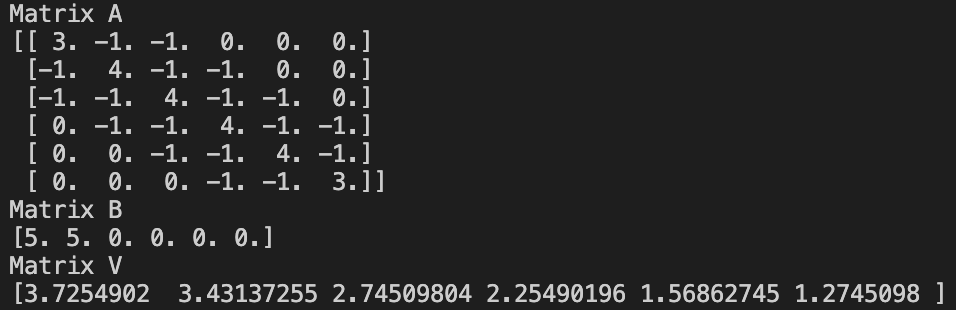 Matrix A
[[ 3. -1. -1.  0.  0.  0.]
 [-1.  4. -1. -1.  0.  0.]
 [-1. -1.  4. -1. -1.  0.]
 [ 0. -1. -1.  4. -1. -1.]
 [ 0.  0. -1. -1.  4. -1.]
 [ 0.  0.  0. -1. -1.  3.]]
Matrix B
[5. 5. 0. 0. 0. 0.]
Matrix V
[3.7254902  3.43137255 2.74509804 2.25490196 1.56862745 1.2745098 ]